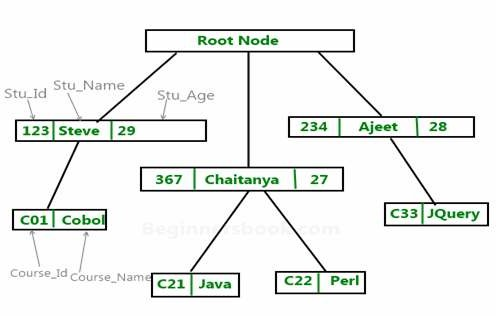 Root Node
Stu_Id
Stu_Name
Stu_Age
123 Steve 29
234 Ajeet 28
367 Chaitanya 27
C01 Cobol
C33 JQuery
Beginnersbook.com
Course_Id
Course_Name
C21 Java
C22 Perl